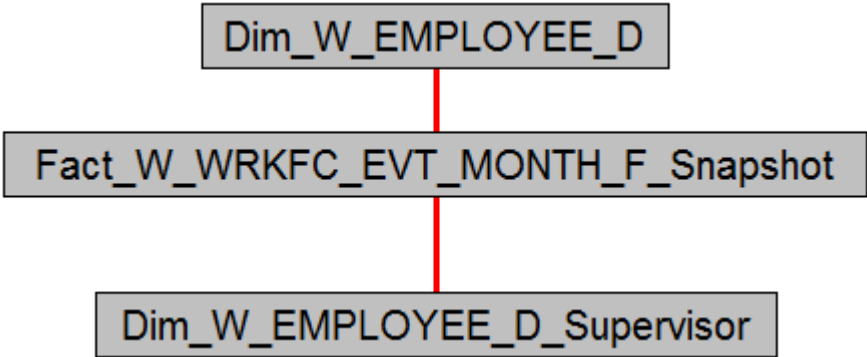 Dim_W_EMPLOYEE_D
Fact_W_WRKFC_EVT_MONTH_F_Snapshot
Dim_W_EMPLOYEE_D_Supervisor